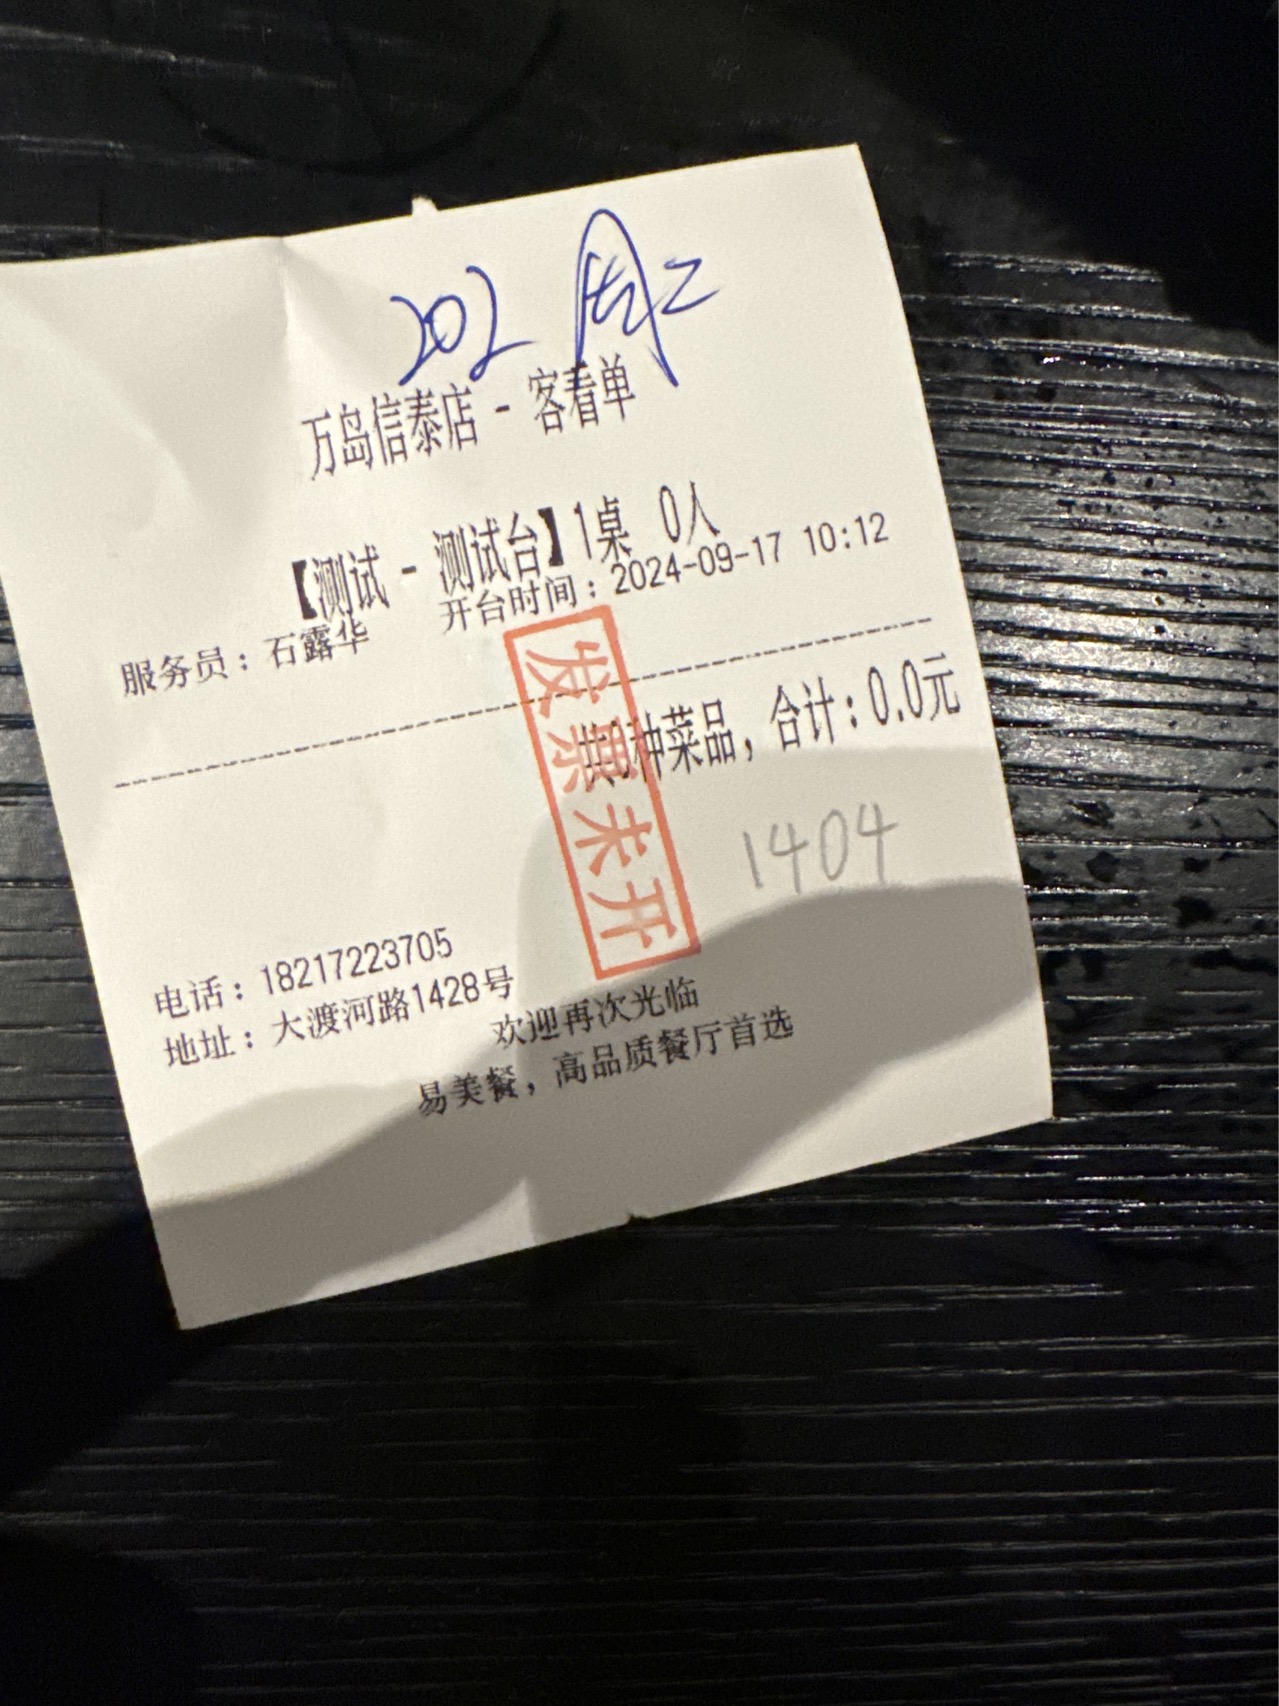 202 周二
万岛信泰店 - 客看单
【测试 - 测试台】1桌 0人
服务员：石露华 开台时间：2024-09-17 10:12
共0种菜品，合计：0.0元
发票未开
1404
电话：18217223705
地址：大渡河路1428号
欢迎再次光临
易美餐，高品质餐厅首选